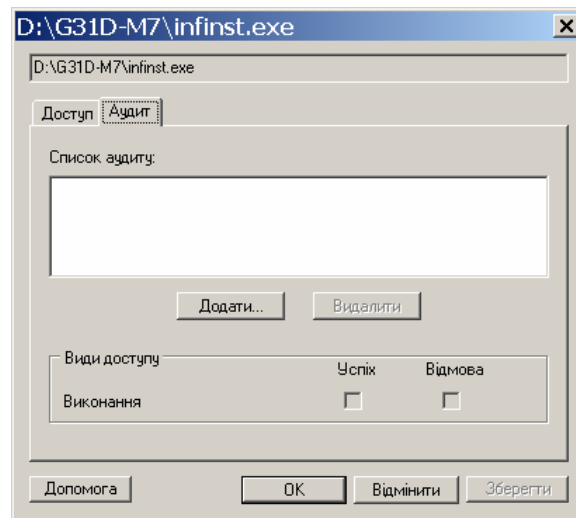 D:\G31D-M7\infinst.exe
D:\G31D-M7\infinst.exe
Доступ Аудит
Список аудиту:
Додати... Видалити
Види доступу Успіх Відмова
Виконання
Допомога OK Відмінити Зберегти